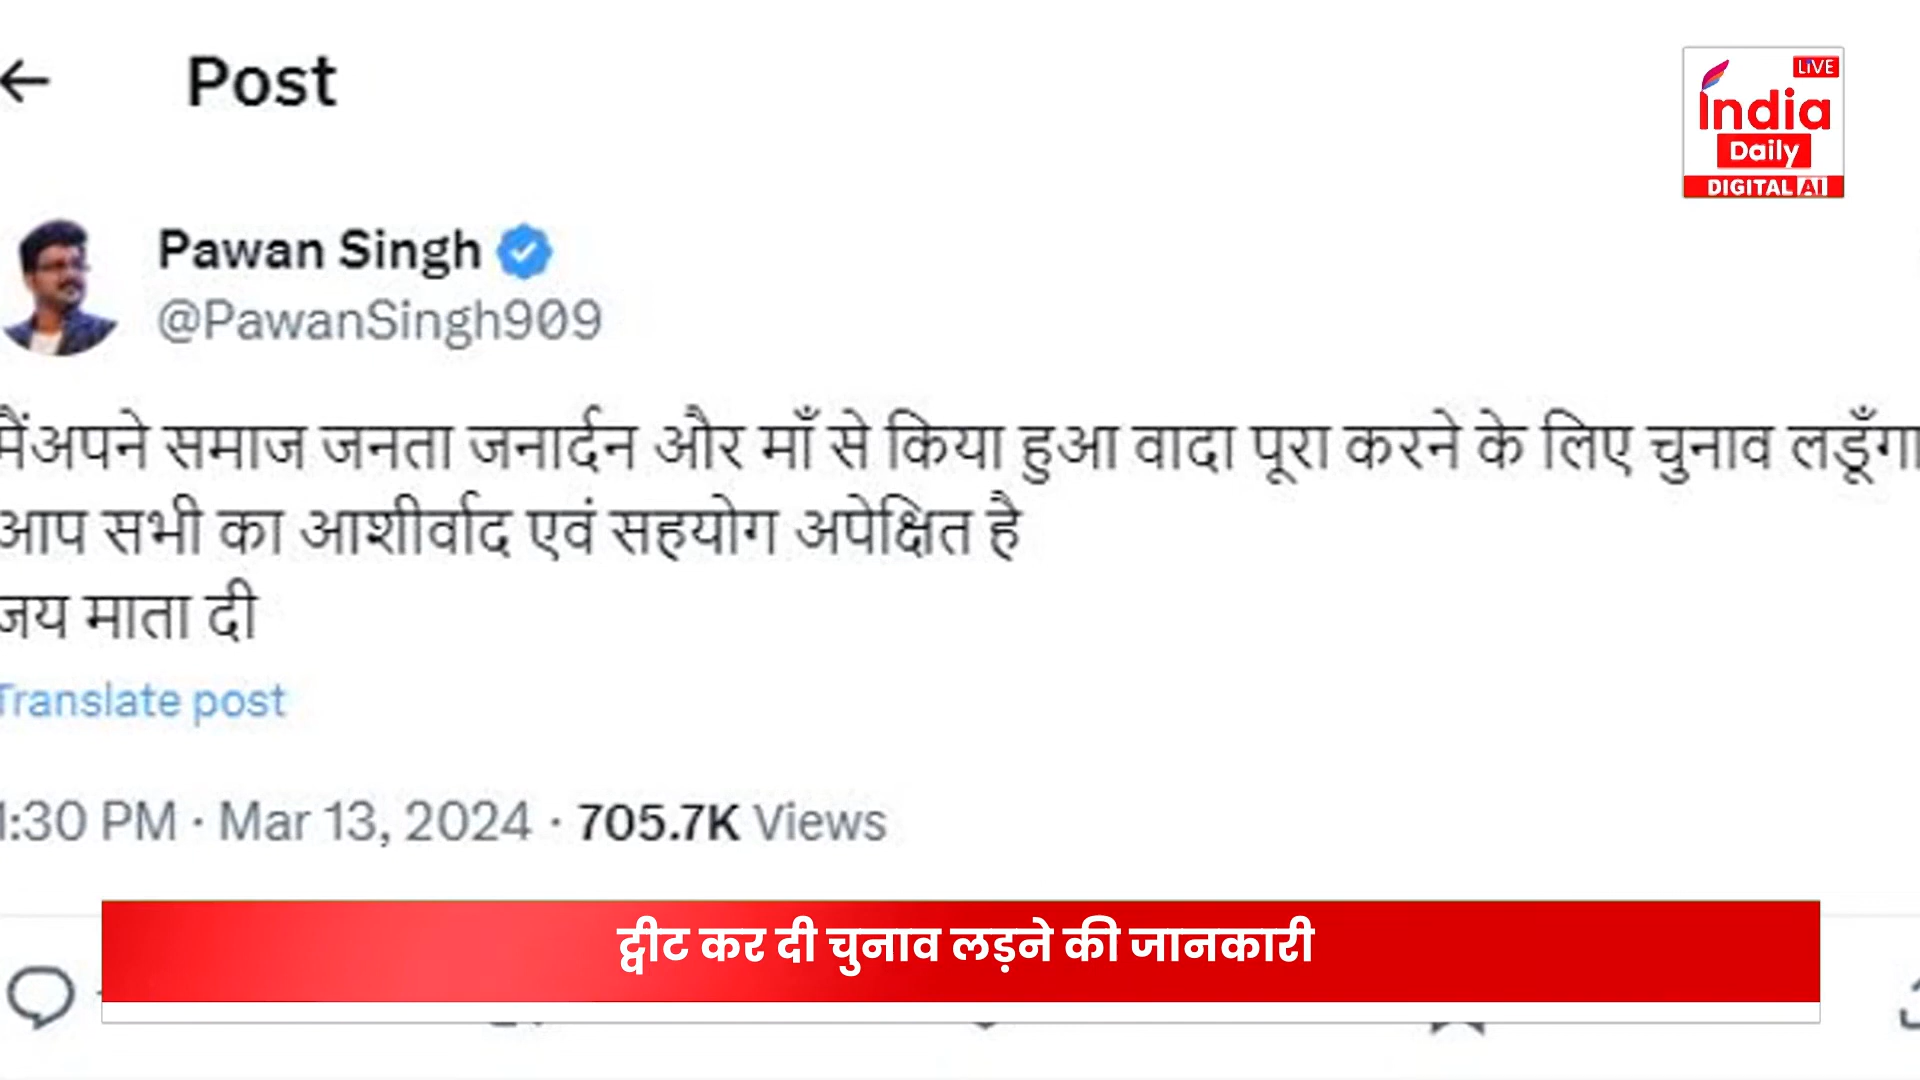 Post
LIVE
India
Daily
DIGITAL AI
Pawan Singh
@PawanSingh909
मैंअपने समाज जनता जनार्दन और माँ से किया हुआ वादा पूरा करने के लिए चुनाव लडूँगा
आप सभी का आशीर्वाद एवं सहयोग अपेक्षित है
जय माता दी
Translate post
1:30 PM · Mar 13, 2024 · 705.7K Views
ट्वीट कर दी चुनाव लड़ने की जानकारी